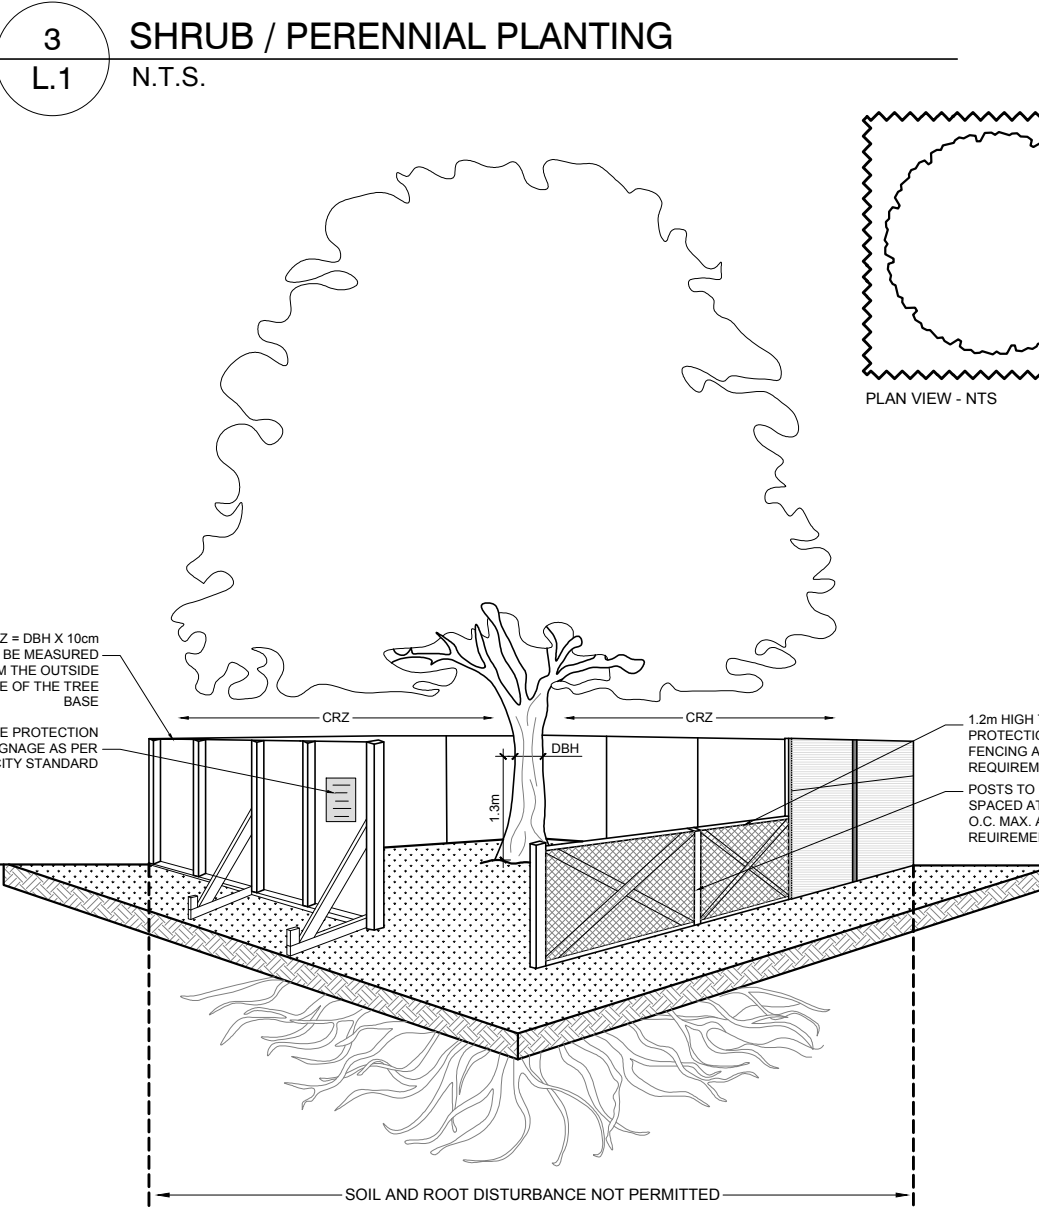 3
L.1
SHRUB / PERENNIAL PLANTING
N.T.S.
PLAN VIEW - NTS
Z = DBH X 10cm
BE MEASURED
M THE OUTSIDE
E OF THE TREE
BASE
E PROTECTION
GNAGE AS PER
CITY STANDARD
CRZ
CRZ
DBH
1.3m
1.2m HIGH
PROTECTIO
FENCING A
REQUIREM
POSTS TO
SPACED AT
O.C. MAX. A
REUIREME
SOIL AND ROOT DISTURBANCE NOT PERMITTED